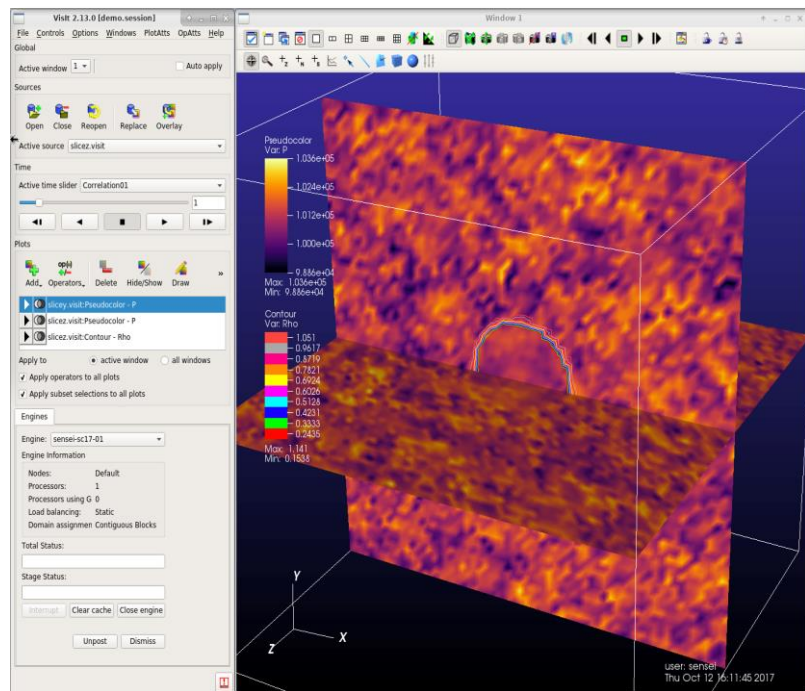 VisIt 2.13.0 [demo.session]
File Controls Options Windows PlotAtts OpAtts Help
Global
Active window 1 Auto apply
Sources
Open Close Reopen Replace Overlay
Active source slicez.visit
Time
Active time slider Correlation01
1
Plots
op(-)
+/-
Add Operators Delete Hide/Show Draw »
slicey.visit:Pseudocolor - P
slicez.visit:Pseudocolor - P
slicez.visit:Contour - Rho
Apply to active window all windows
Apply operators to all plots
Apply subset selections to all plots
Engines
Engine: sensei-sc17-01
Engine Information
Nodes: Default
Processors: 1
Processors using G 0
Load balancing: Static
Domain assignmen Contiguous Blocks
Total Status:
Stage Status:
Interrupt Clear cache Close engine
Unpost Dismiss
Window 1
Pseudocolor
Var: P
1.036e+05
1.024e+05
1.012e+05
1.000e+05
9.886e+04
Max: 1.036e+05
Min: 9.886e+04
Contour
Var: Rho
1.051
0.9617
0.8719
0.7821
0.6924
0.6026
0.5128
0.4231
0.3333
0.2435
Max: 1.141
Min: 0.1538
Y
X
Z
user: sensei
Thu Oct 12 16:11:45 2017